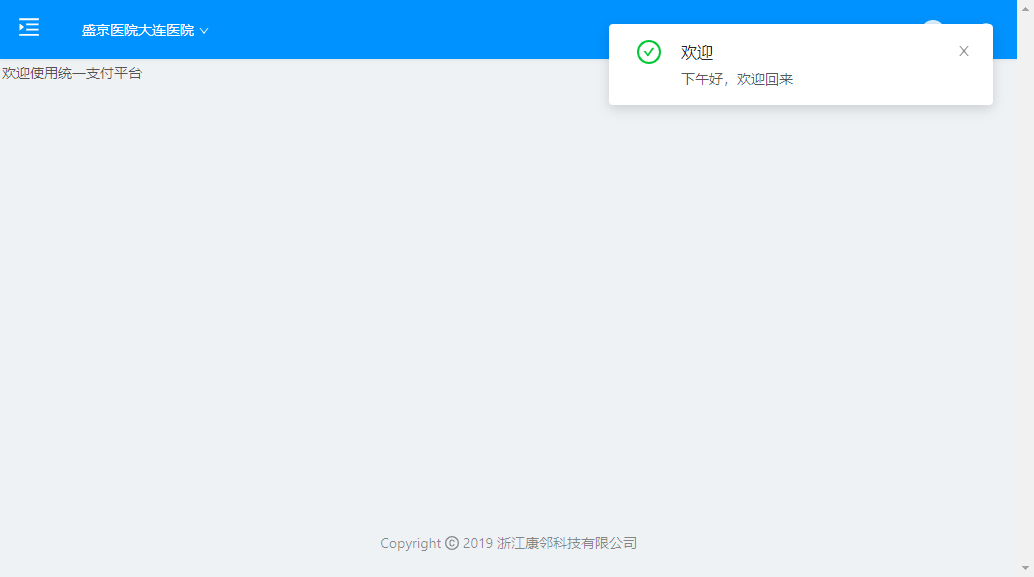 盛京医院大连医院
欢迎
下午好，欢迎回来
欢迎使用统一支付平台
Copyright © 2019 浙江康邻科技有限公司